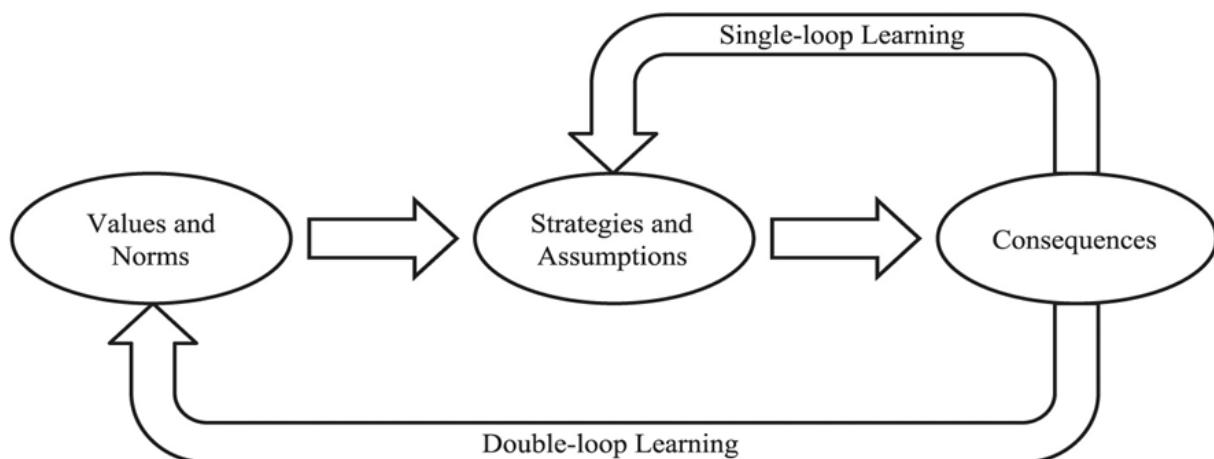 Single-loop Learning
Values and
Norms
Strategies and
Assumptions
Consequences
Double-loop Learning